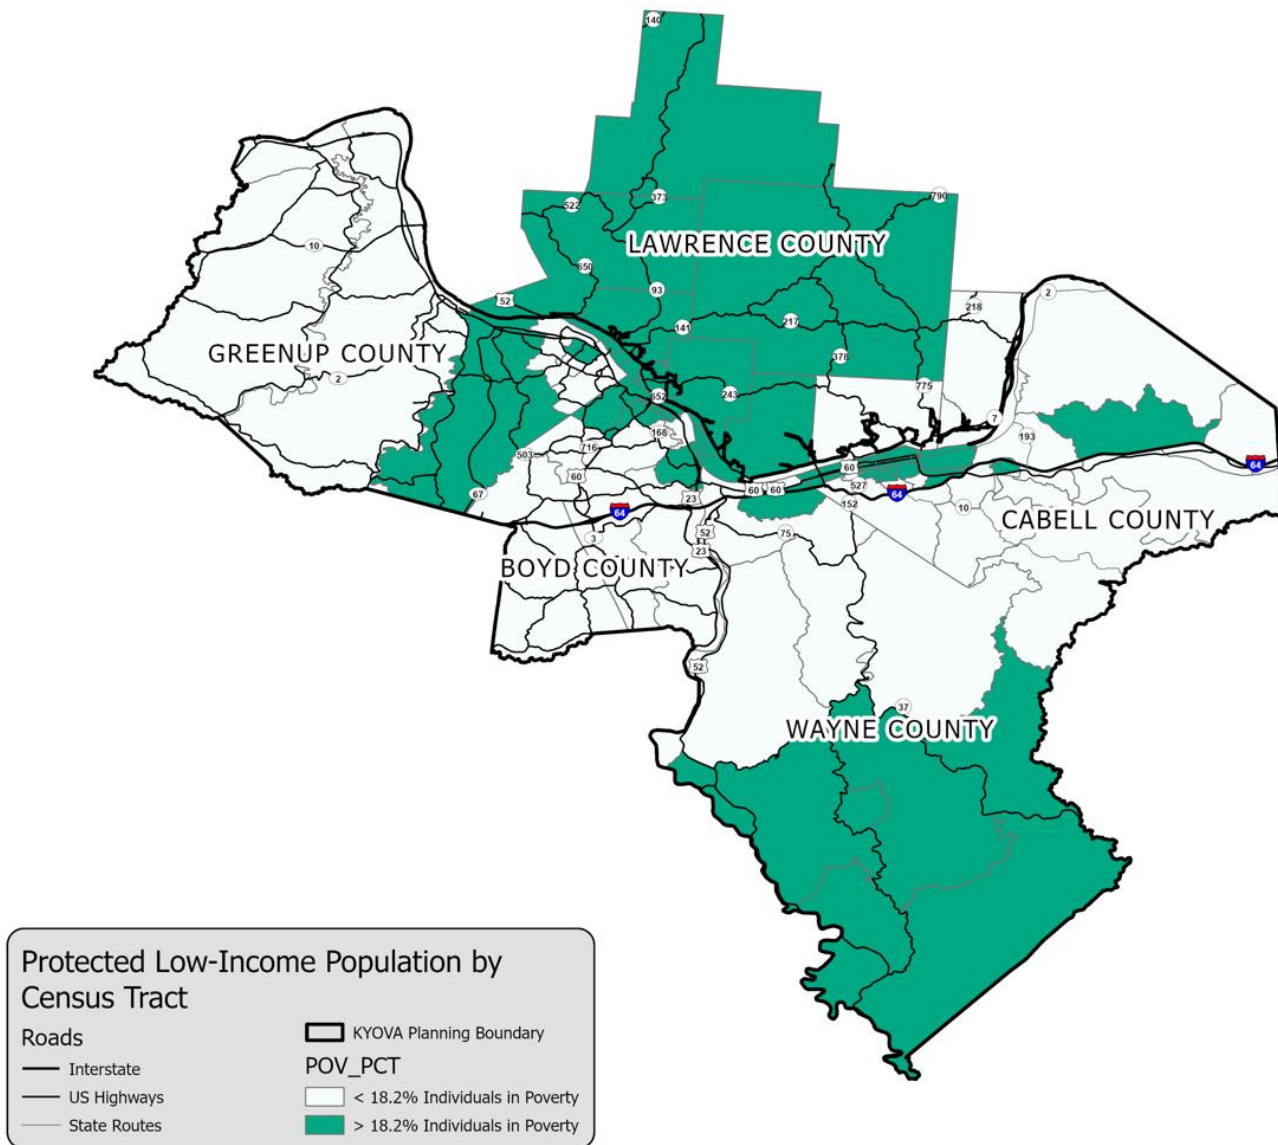 140
522
373
790
LAWRENCE COUNTY
10
650
93
52
218
2
141
217
GREENUP COUNTY
378
2
775
652
243
7
168
193
503
716
60
60
64
67
23
60
60
527
64
152
10
CABELL COUNTY
64
3
52
75
23
BOYD COUNTY
52
37
WAYNE COUNTY
Protected Low-Income Population by
Census Tract
Roads
Interstate
US Highways
State Routes
KYOVA Planning Boundary
POV_PCT
< 18.2% Individuals in Poverty
> 18.2% Individuals in Poverty